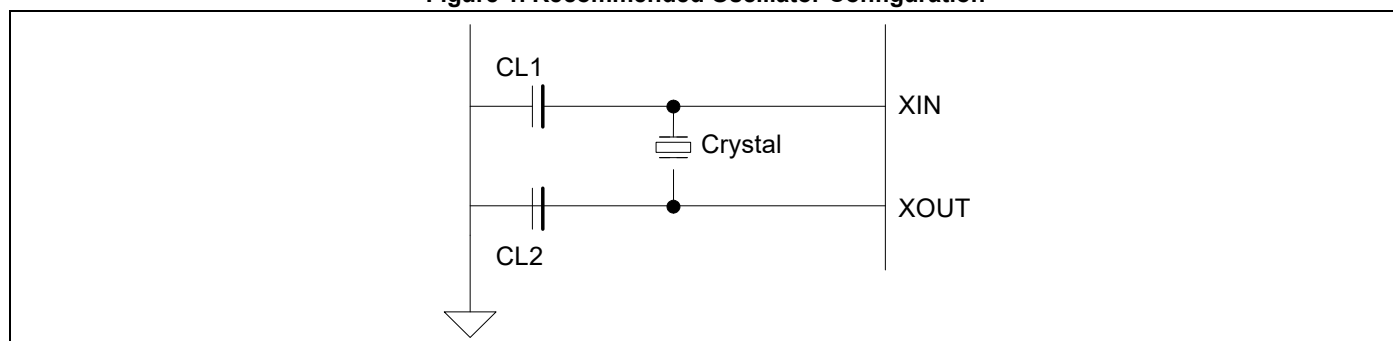 Figure 1. Recommended Oscillator Configuration
CL1
XIN
Crystal
XOUT
CL2